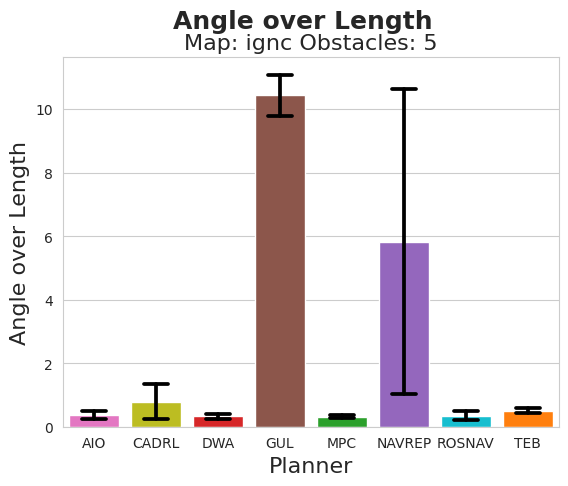 Angle over Length
Map: ignc Obstacles: 5
Angle over Length
10
8
6
4
2
0
AIO CADRL DWA GUL MPC NAVREP ROSNAV TEB
Planner